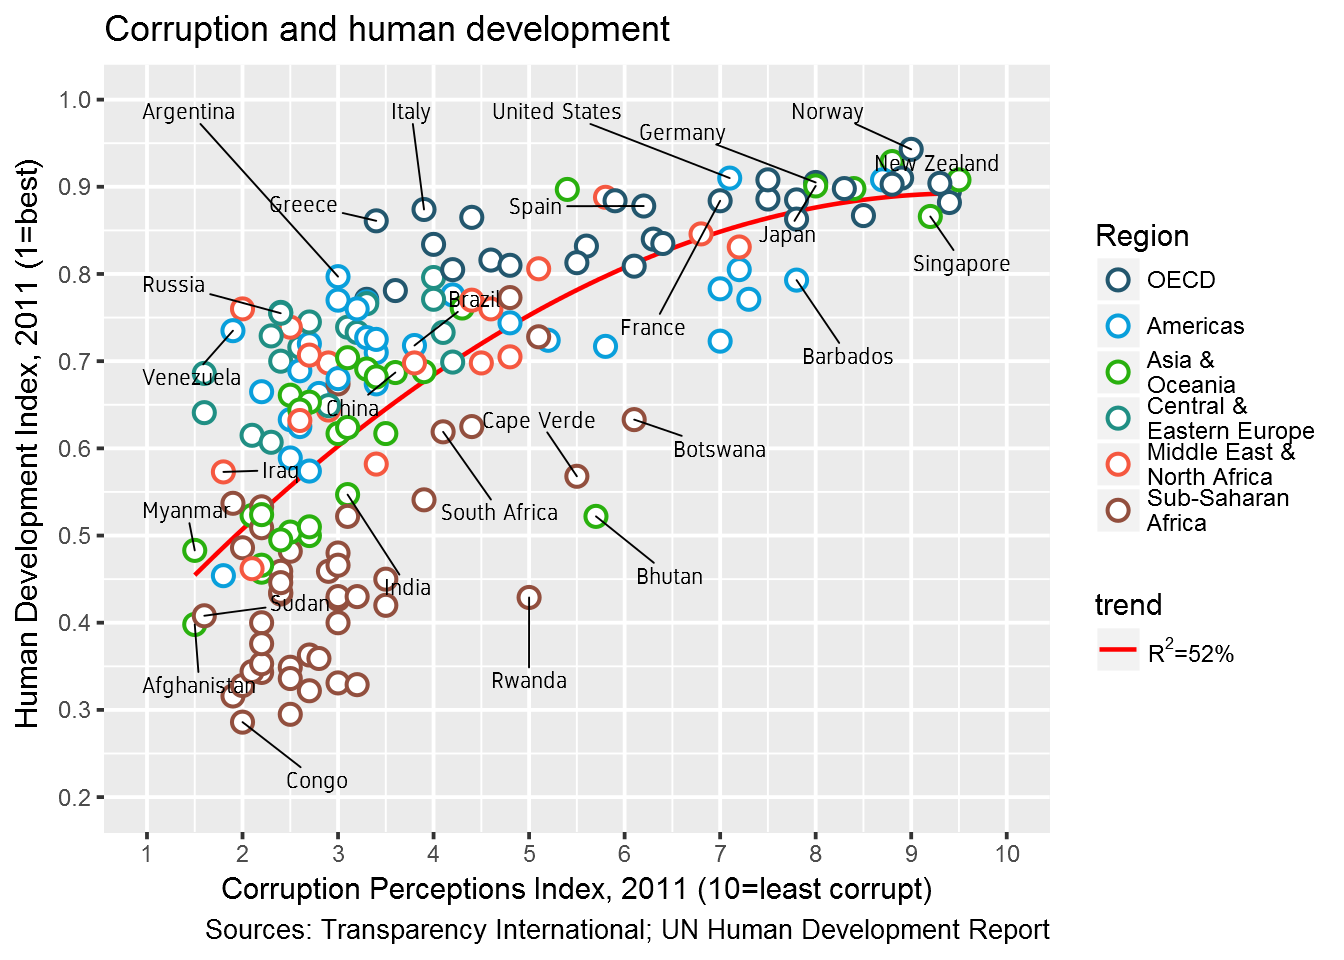 Corruption and human development
Human Development Index, 2011 (1=best)
1.0
0.9
0.8
0.7
0.6
0.5
0.4
0.3
0.2
Argentina
Italy
United States
Norway
Germany
New Zealand
Greece
Spain
Japan
Singapore
Russia
Brazil
France
Barbados
Venezuela
China
Cape Verde
Botswana
Iraq
Myanmar
South Africa
Bhutan
India
Sudan
Afghanistan
Rwanda
Congo
1 2 3 4 5 6 7 8 9 10
Corruption Perceptions Index, 2011 (10=least corrupt)
Sources: Transparency International; UN Human Development Report
Region
OECD
Americas
Asia &
Oceania
Central &
Eastern Europe
Middle East &
North Africa
Sub-Saharan
Africa
trend
R²=52%